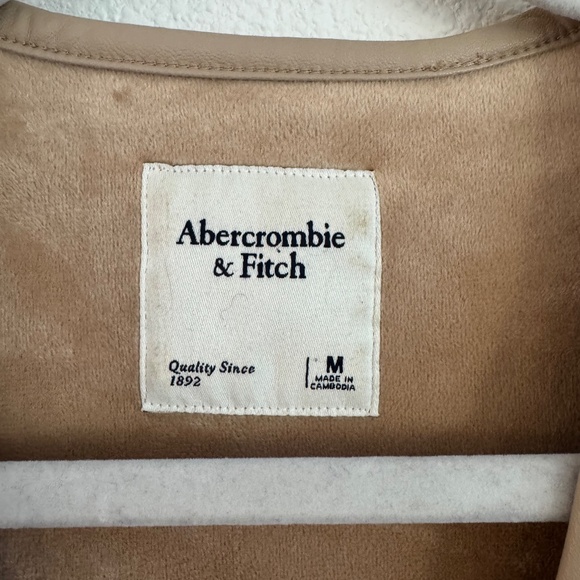 Abercrombie
& Fitch
Quality Since
1892
M
MADE IN
CAMBODIA